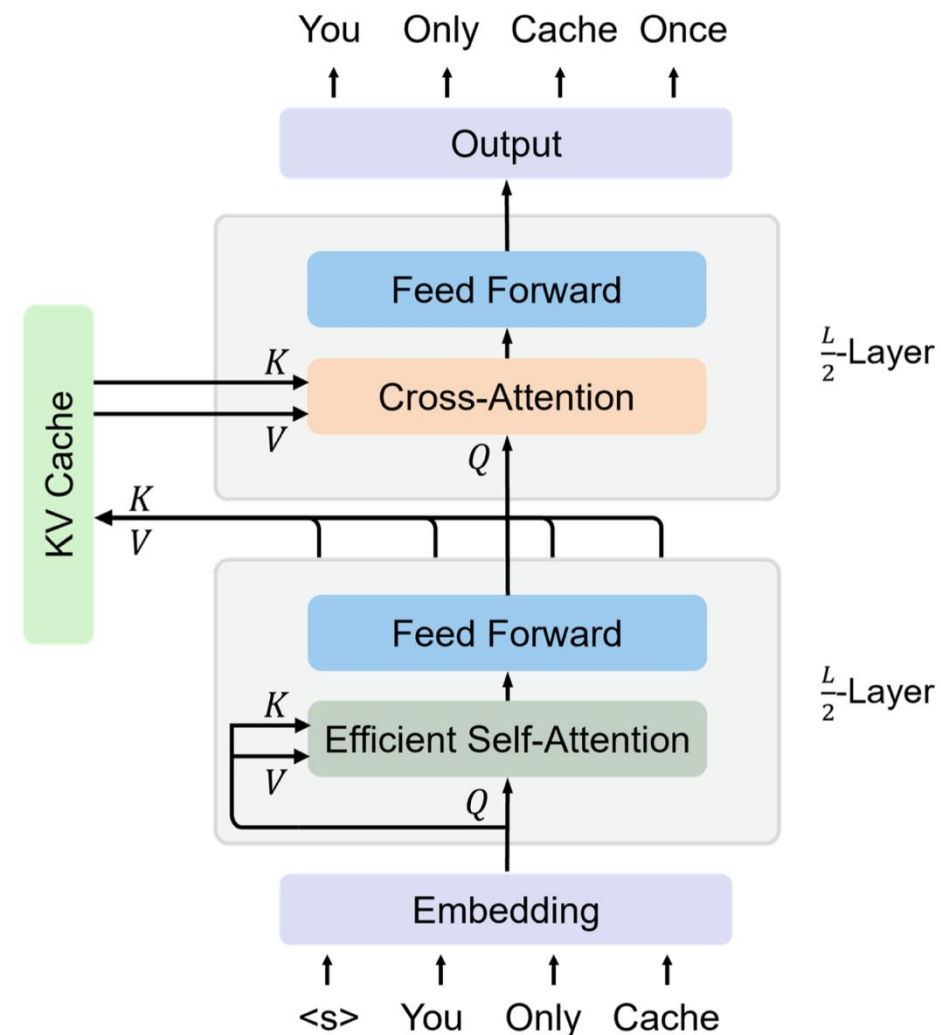 You Only Cache Once
Output
Feed Forward
L/2-Layer
K
Cross-Attention
V
Q
KV Cache
K
V
Feed Forward
L/2-Layer
K
Efficient Self-Attention
V
Q
Embedding
<s> You Only Cache